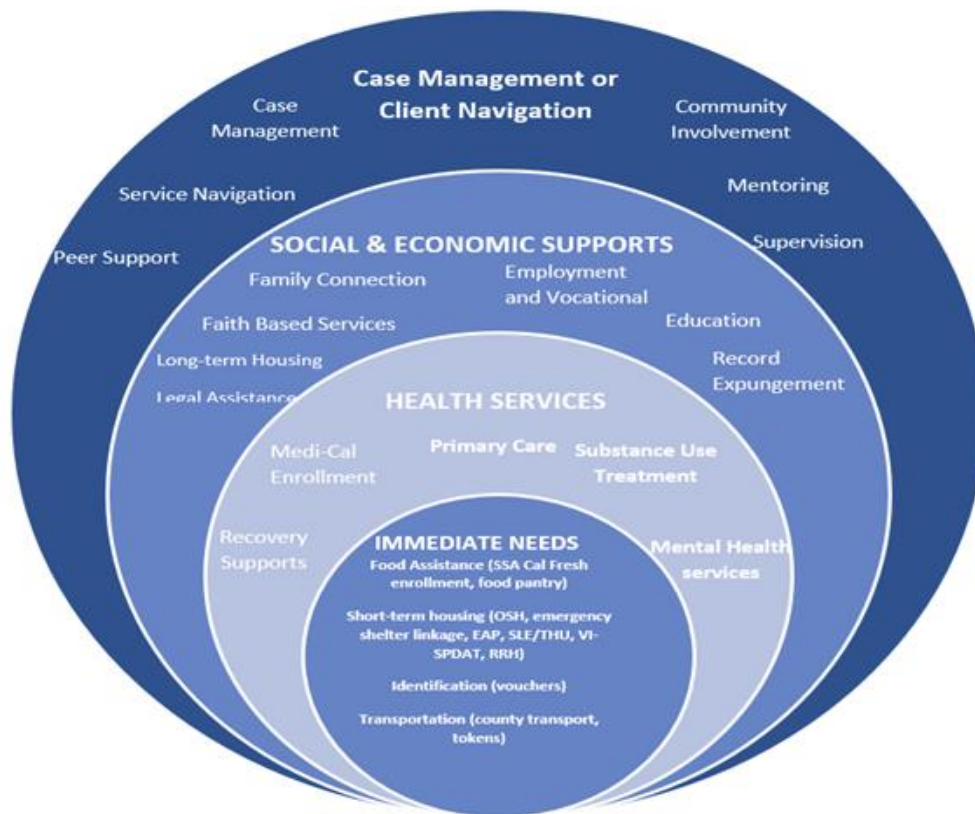 Case Management or
Client Navigation
Case
Management
Community
Involvement
Service Navigation
Mentoring
Peer Support
Supervision
SOCIAL & ECONOMIC SUPPORTS
Family Connection
Employment
and Vocational
Faith Based Services
Education
Long-term Housing
Record
Expungement
Legal Assistance
HEALTH SERVICES
Medi-Cal
Enrollment
Primary Care
Substance Use
Treatment
Recovery
Supports
Mental Health
services
IMMEDIATE NEEDS
Food Assistance (SSA Cal Fresh
enrollment, food pantry)
Short-term housing (OSH, emergency
shelter linkage, EAP, SLE/THU, VI-
SPDAT, RRH)
Identification (vouchers)
Transportation (county transport,
tokens)